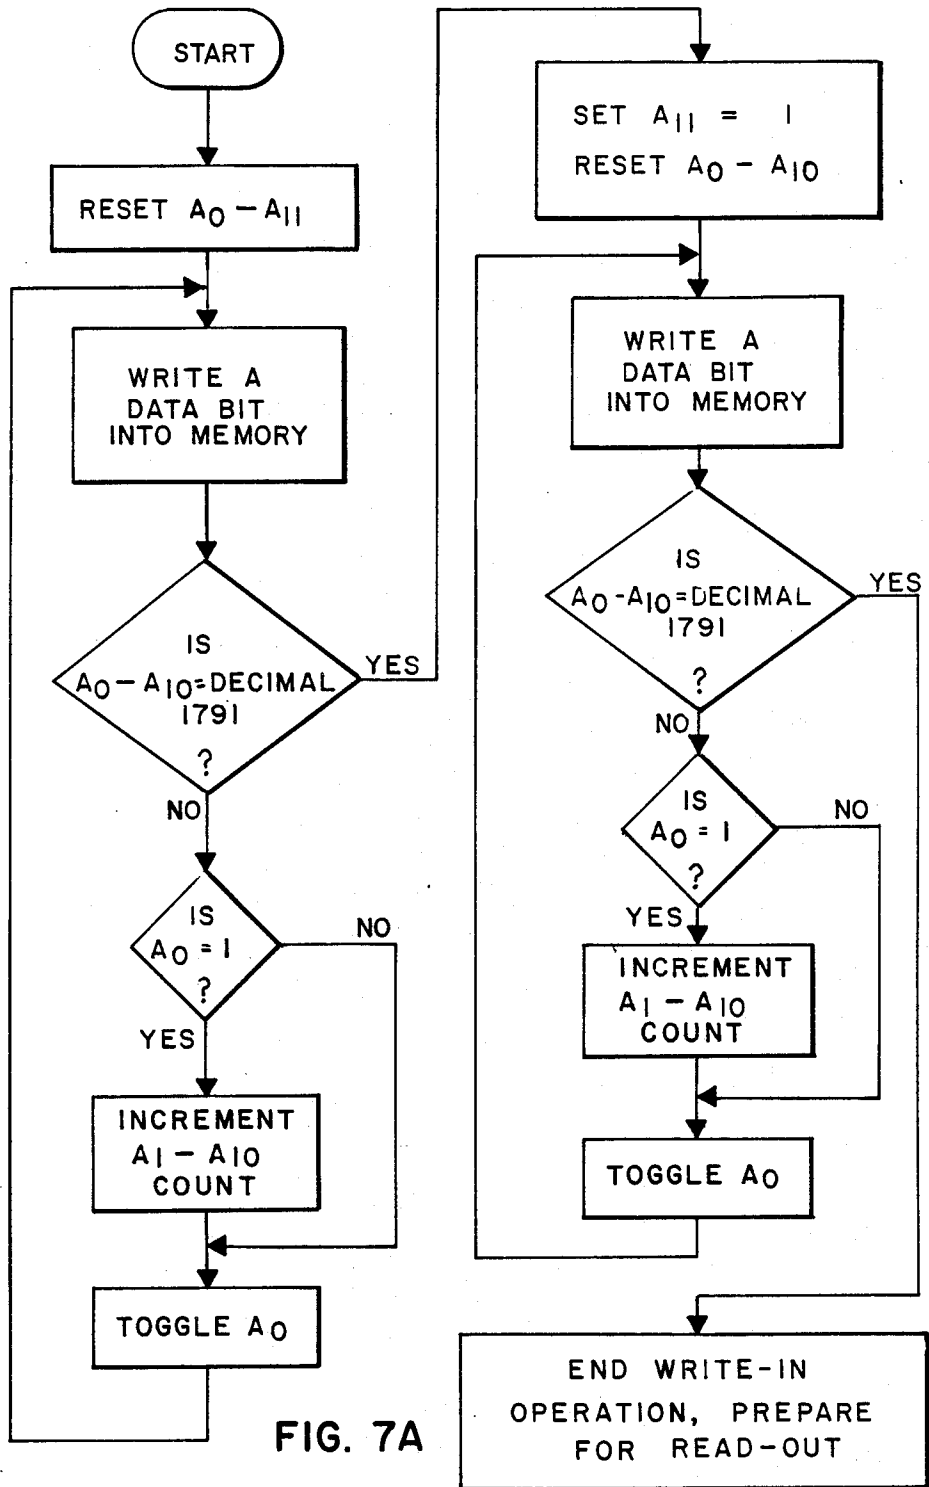 START
RESET A0 – A11
WRITE A
DATA BIT
INTO MEMORY
IS
A0 – A10 = DECIMAL
1791
?
YES
NO
IS
A0 = 1
?
NO
YES
INCREMENT
A1 – A10
COUNT
TOGGLE A0
SET A11 = 1
RESET A0 – A10
WRITE A
DATA BIT
INTO MEMORY
IS
A0 - A10 = DECIMAL
1791
?
YES
NO
IS
A0 = 1
?
NO
YES
INCREMENT
A1 – A10
COUNT
TOGGLE A0
END WRITE-IN
OPERATION, PREPARE
FOR READ-OUT
FIG. 7A